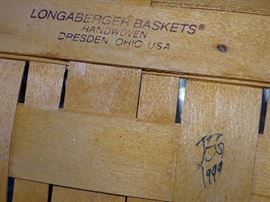 LONGABERGER BASKETS®
HANDWOVEN
DRESDEN, OHIO USA
1999